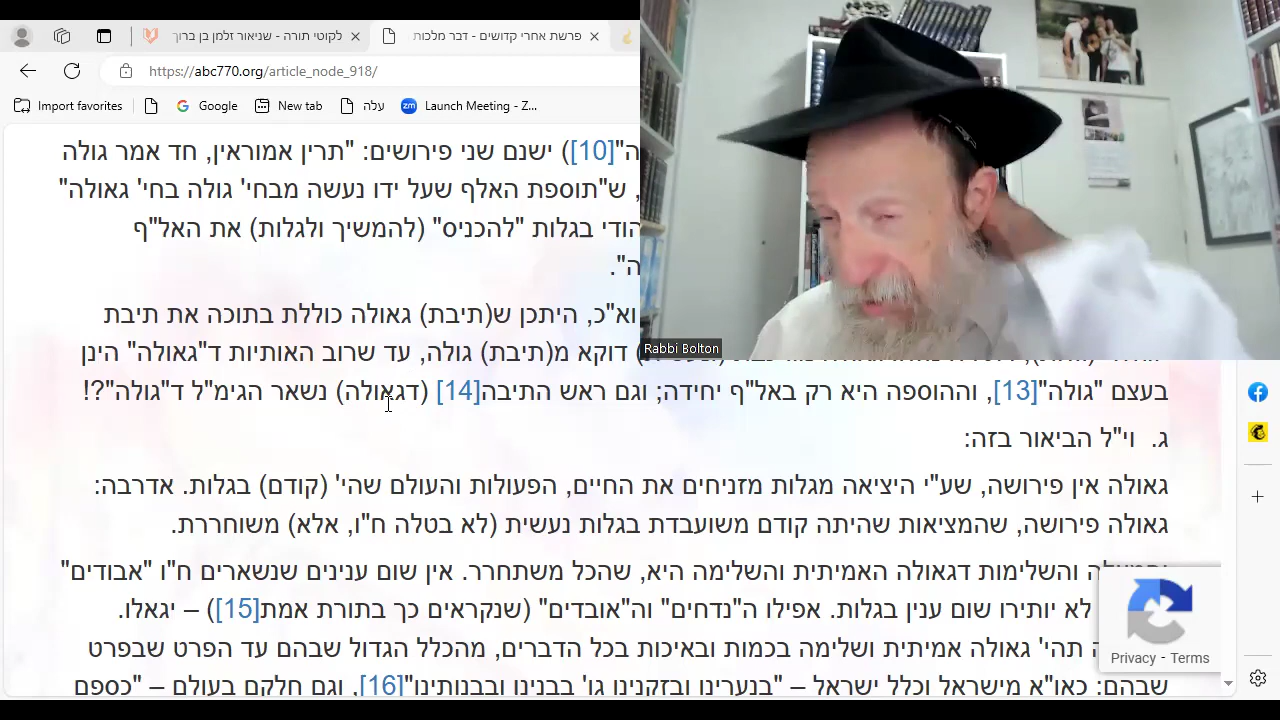 לקוטי תורה - שניאור זלמן בן ברוך
פרשת אחרי קדושים - דבר מלכות
https://abc770.org/article_node_918/
Import favorites
Google
New tab
עלה
zm
Launch Meeting - Z...
ה"[10]) ישנם שני פירושים: "תרין אמוראין, חד אמר גולה
ש"תוספת האלף שעל ידו נעשה מבחי' גולה בחי' גאולה"
הודי בגלות "להכניס" (להמשיך ולגלות) את האל"ף
ה".
וא"כ, היתכן ש(תיבת) גאולה כוללת בתוכה את תיבת
דוקא מ(תיבת) גולה, עד שרוב האותיות ד"גאולה" הינן
בעצם "גולה"[13], וההוספה היא רק באל"ף יחידה; וגם ראש התיבה[14] (דגאולה) נשאר הגימ"ל ד"גולה"?!
ג. וי"ל הביאור בזה:
גאולה אין פירושה, שע"י היציאה מגלות מזניחים את החיים, הפעולות והעולם שהי' (קודם) בגלות. אדרבה:
גאולה פירושה, שהמציאות שהיתה קודם משועבדת בגלות נעשית (לא בטלה ח"ו, אלא) משוחררת.
והשלימות דגאולה האמיתית והשלימה היא, שהכל משתחרר. אין שום ענינים שנשארים ח"ו "אבודים"
לא יותירו שום ענין בגלות. אפילו ה"נדחים" וה"אובדים" (שנקראים כך בתורת אמת[15]) – יגאלו.
תהי' גאולה אמיתית ושלימה בכמות ובאיכות בכל הדברים, מהכלל הגדול שבהם עד הפרט שבפרט
שבהם: כאו"א מישראל וכלל ישראל – "בנערינו ובזקנינו גו' בבנינו ובבנותינו"[16], וגם חלקם בעולם – "כספם
Rabbi Bolton
Privacy - Terms